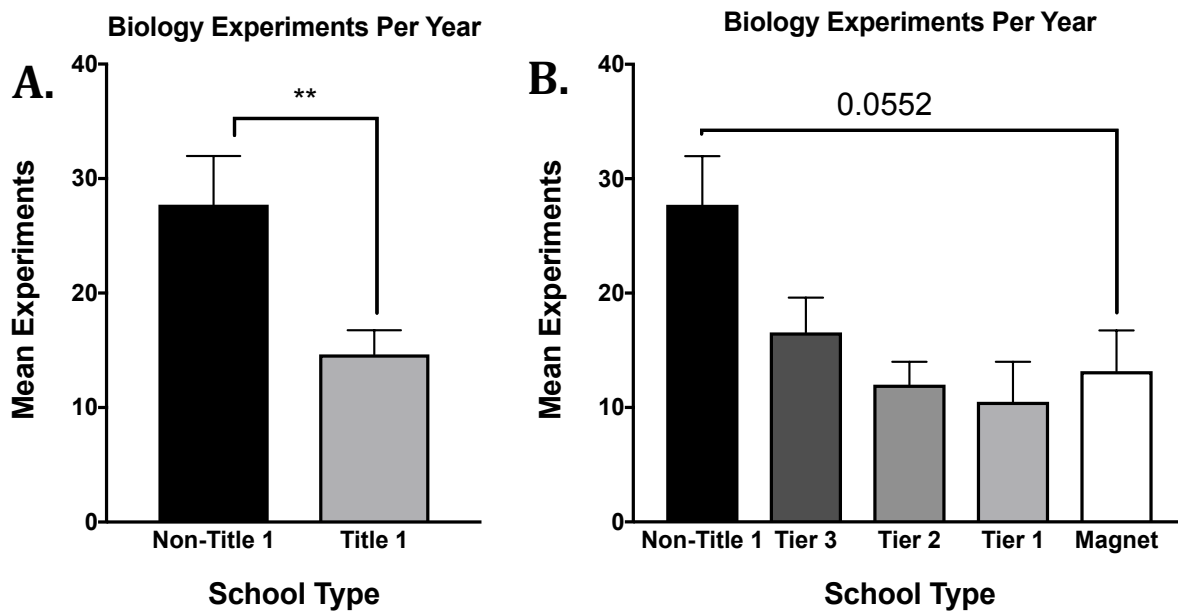 Biology Experiments Per Year
A.
40
30
20
10
0
Mean Experiments
**
Non-Title 1 Title 1
School Type
Biology Experiments Per Year
B.
40
30
20
10
0
Mean Experiments
0.0552
Non-Title 1 Tier 3 Tier 2 Tier 1 Magnet
School Type